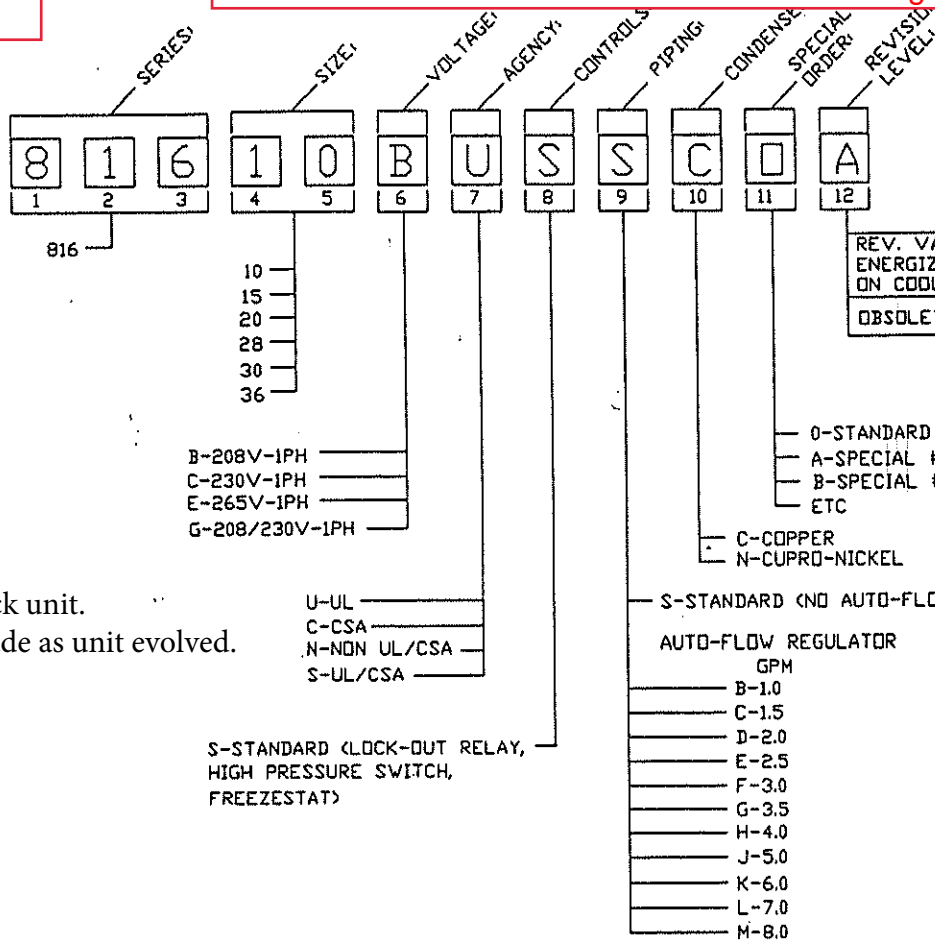 SERIES:
SIZE:
VOLTAGE:
AGENCY:
CONTROLS
PIPING:
CONDENSE
SPECIAL
ORDER:
REVISIO
LEVEL:
8 1 6 1 0 B U S S C 0 A
1 2 3 4 5 6 7 8 9 10 11 12
816
10
15
20
28
30
36
REV. VA
ENERGIZ
ON COOL
OBSOLE
B-208V-1PH
C-230V-1PH
E-265V-1PH
G-208/230V-1PH
0-STANDARD
A-SPECIAL
B-SPECIAL
ETC
C-COPPER
N-CUPRO-NICKEL
ck unit.
de as unit evolved.
U-UL
C-CSA
N-NON UL/CSA
S-UL/CSA
S-STANDARD (NO AUTO-FLO
AUTO-FLOW REGULATOR
GPM
B-1.0
C-1.5
D-2.0
E-2.5
F-3.0
G-3.5
H-4.0
J-5.0
K-6.0
L-7.0
M-8.0
S-STANDARD (LOCK-OUT RELAY,
HIGH PRESSURE SWITCH,
FREEZESTAT)